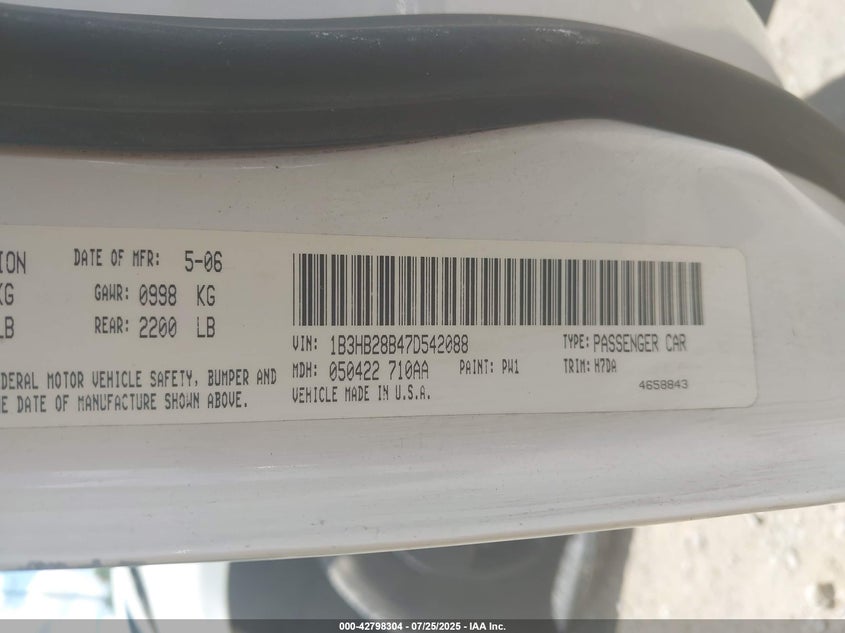 ION DATE OF MFR: 5-06
KG GAWR: 0998 KG
LB REAR: 2200 LB
DERAL MOTOR VEHICLE SAFETY, BUMPER AND
E DATE OF MANUFACTURE SHOWN ABOVE.
VIN: 1B3HB28B47D542088 TYPE: PASSENGER CAR
MDH: 050422 710AA PAINT: PW1 TRIM: H7DA
VEHICLE MADE IN U.S.A. 4658843
000-42798304 - 07/25/2025 - IAA Inc.